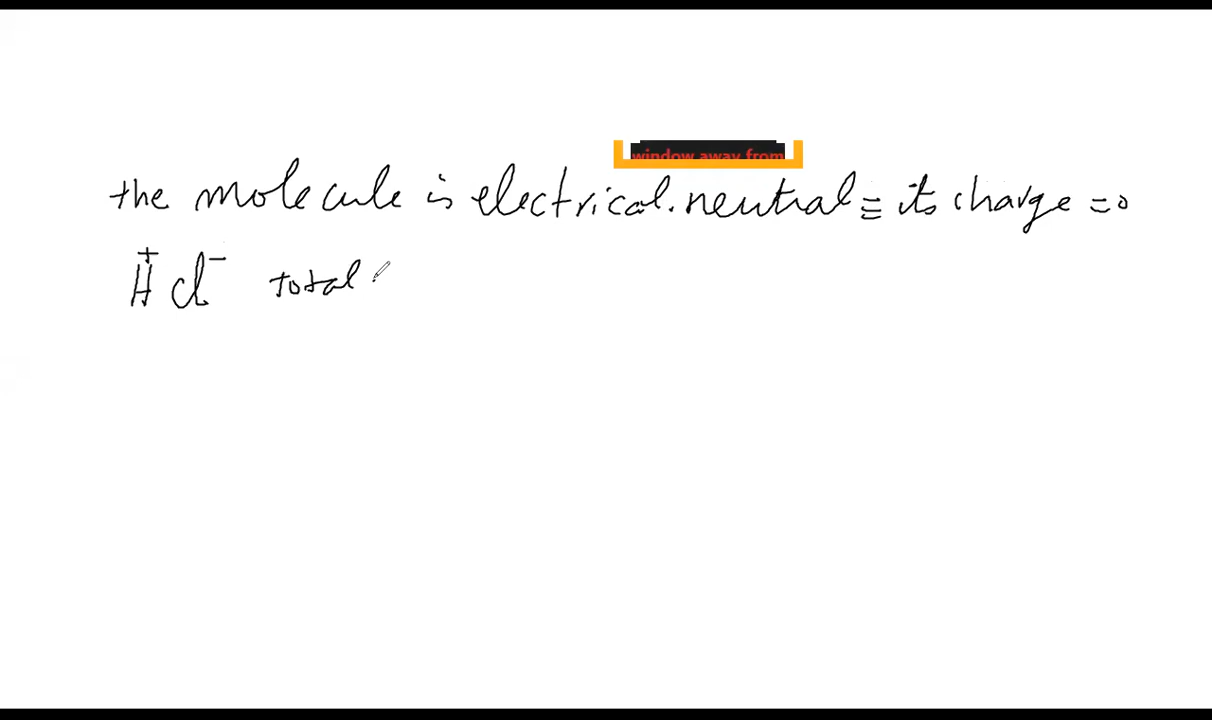 window away from
the molecule is electrical. neutral ≡ its charge = 0
H⁺ Cl⁻ total